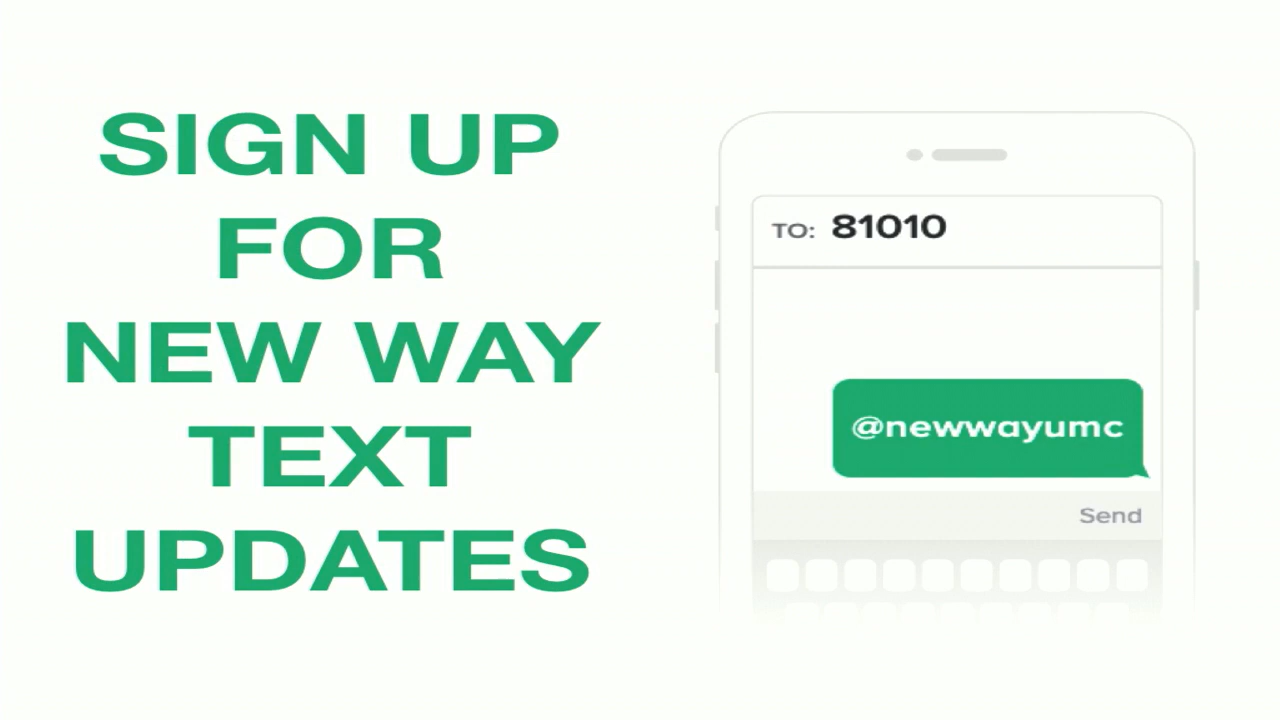 SIGN UP
FOR
NEW WAY
TEXT
UPDATES
TO: 81010
@newwayumc
Send